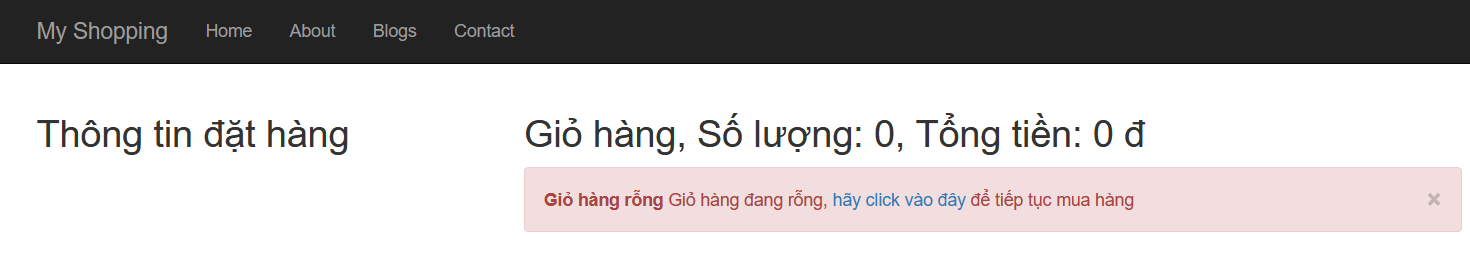 My Shopping Home About Blogs Contact
Thông tin đặt hàng
Giỏ hàng, Số lượng: 0, Tổng tiền: 0 đ
Giỏ hàng rỗng Giỏ hàng đang rỗng, hãy click vào đây để tiếp tục mua hàng ×